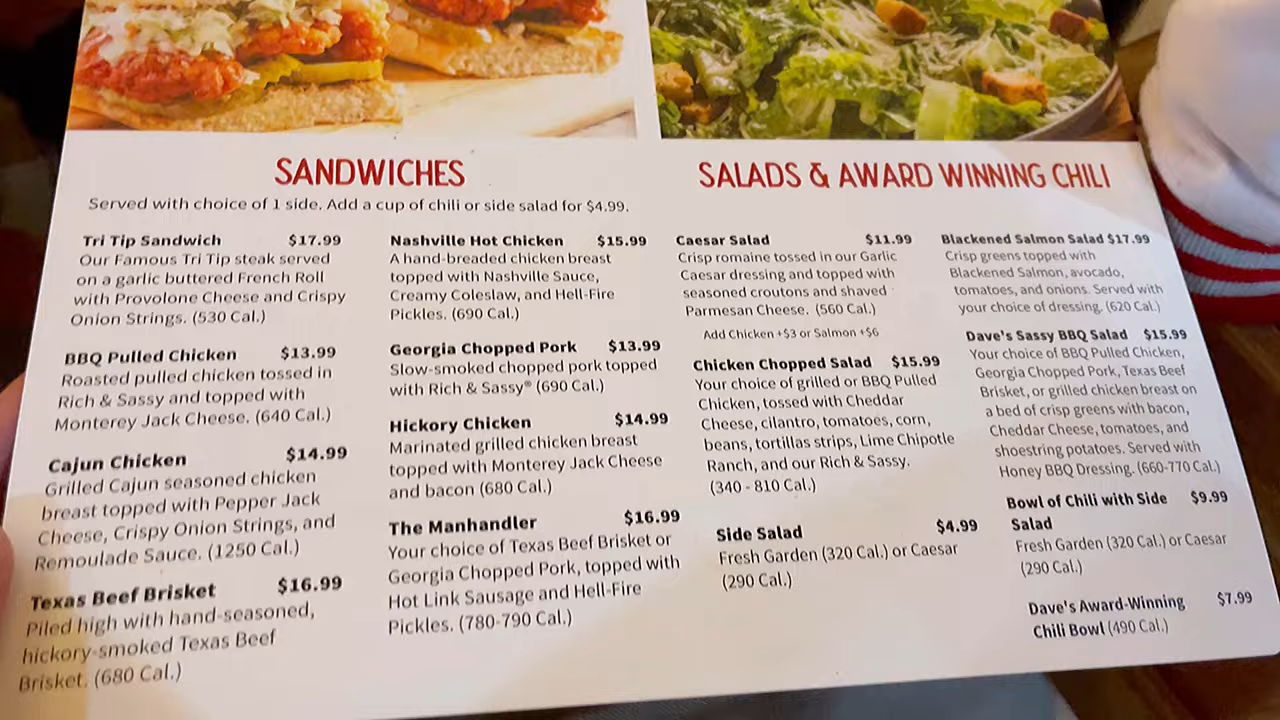 SANDWICHES
Served with choice of 1 side. Add a cup of chili or side salad for $4.99.
Tri Tip Sandwich $17.99
Our Famous Tri Tip steak served
on a garlic buttered French Roll
with Provolone Cheese and Crispy
Onion Strings. (530 Cal.)
BBQ Pulled Chicken $13.99
Roasted pulled chicken tossed in
Rich & Sassy and topped with
Monterey Jack Cheese. (640 Cal.)
Cajun Chicken $14.99
Grilled Cajun seasoned chicken
breast topped with Pepper Jack
Cheese, Crispy Onion Strings, and
Remoulade Sauce. (1250 Cal.)
Texas Beef Brisket $16.99
Piled high with hand-seasoned,
hickory-smoked Texas Beef
Brisket. (680 Cal.)
Nashville Hot Chicken $15.99
A hand-breaded chicken breast
topped with Nashville Sauce,
Creamy Coleslaw, and Hell-Fire
Pickles. (690 Cal.)
Georgia Chopped Pork $13.99
Slow-smoked chopped pork topped
with Rich & Sassy® (690 Cal.)
Hickory Chicken $14.99
Marinated grilled chicken breast
topped with Monterey Jack Cheese
and bacon (680 Cal.)
The Manhandler $16.99
Your choice of Texas Beef Brisket or
Georgia Chopped Pork, topped with
Hot Link Sausage and Hell-Fire
Pickles. (780-790 Cal.)
SALADS & AWARD WINNING CHILI
Caesar Salad $11.99
Crisp romaine tossed in our Garlic
Caesar dressing and topped with
seasoned croutons and shaved
Parmesan Cheese. (560 Cal.)
Add Chicken +$3 or Salmon +$6
Chicken Chopped Salad $15.99
Your choice of grilled or BBQ Pulled
Chicken, tossed with Cheddar
Cheese, cilantro, tomatoes, corn,
beans, tortillas strips, Lime Chipotle
Ranch, and our Rich & Sassy.
(340 - 810 Cal.)
Side Salad $4.99
Fresh Garden (320 Cal.) or Caesar
(290 Cal.)
Blackened Salmon Salad $17.99
Crisp greens topped with
Blackened Salmon, avocado,
tomatoes, and onions. Served with
your choice of dressing. (620 Cal.)
Dave's Sassy BBQ Salad $15.99
Your choice of BBQ Pulled Chicken,
Georgia Chopped Pork, Texas Beef
Brisket, or grilled chicken breast on
a bed of crisp greens with bacon,
Cheddar Cheese, tomatoes, and
shoestring potatoes. Served with
Honey BBQ Dressing. (660-770 Cal.)
Bowl of Chili with Side $9.99
Salad
Fresh Garden (320 Cal.) or Caesar
(290 Cal.)
Dave's Award-Winning $7.99
Chili Bowl (490 Cal.)